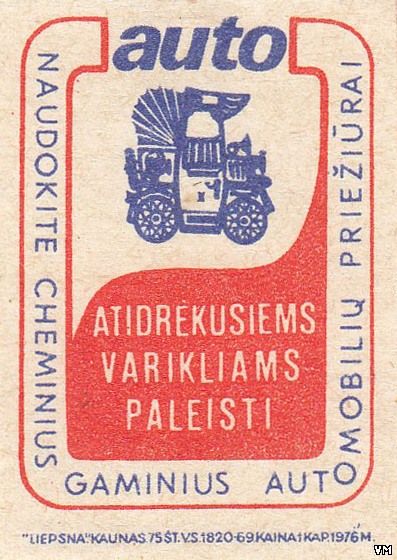 auto
NAUDOKITE CHEMINIUS GAMINIUS AUTOMOBILIŲ PRIEŽIŪRAI
ATIDRĖKUSIEMS
VARIKLIAMS
PALEISTI
"LIEPSNA". KAUNAS. 75 ŠT. V.S. 1820-69. KAINA 1 KAP. 1976 M.
VM